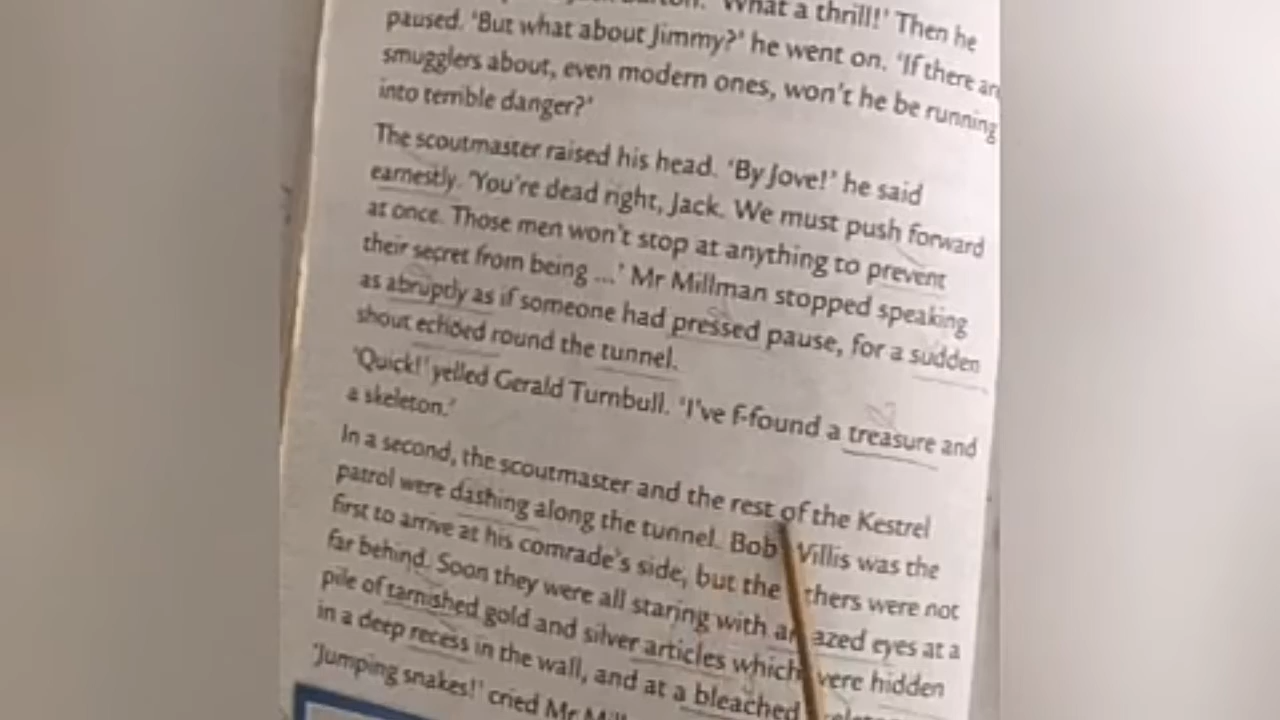 'What a thrill!' Then he
paused. 'But what about Jimmy?' he went on. 'If there are
smugglers about, even modern ones, won't he be running
into terrible danger?'
The scoutmaster raised his head. 'By Jove!' he said
earnestly. 'You're dead right, Jack. We must push forward
at once. Those men won't stop at anything to prevent
their secret from being ...' Mr Millman stopped speaking
as abruptly as if someone had pressed pause, for a sudden
shout echoed round the tunnel.
'Quick!' yelled Gerald Turnbull. 'I've f-found a treasure and
a skeleton.'
In a second, the scoutmaster and the rest of the Kestrel
patrol were dashing along the tunnel. Bob Willis was the
first to arrive at his comrade's side, but the others were not
far behind. Soon they were all staring with amazed eyes at a
pile of tarnished gold and silver articles which were hidden
in a deep recess in the wall, and at a bleached
'Jumping snakes!' cried Mr